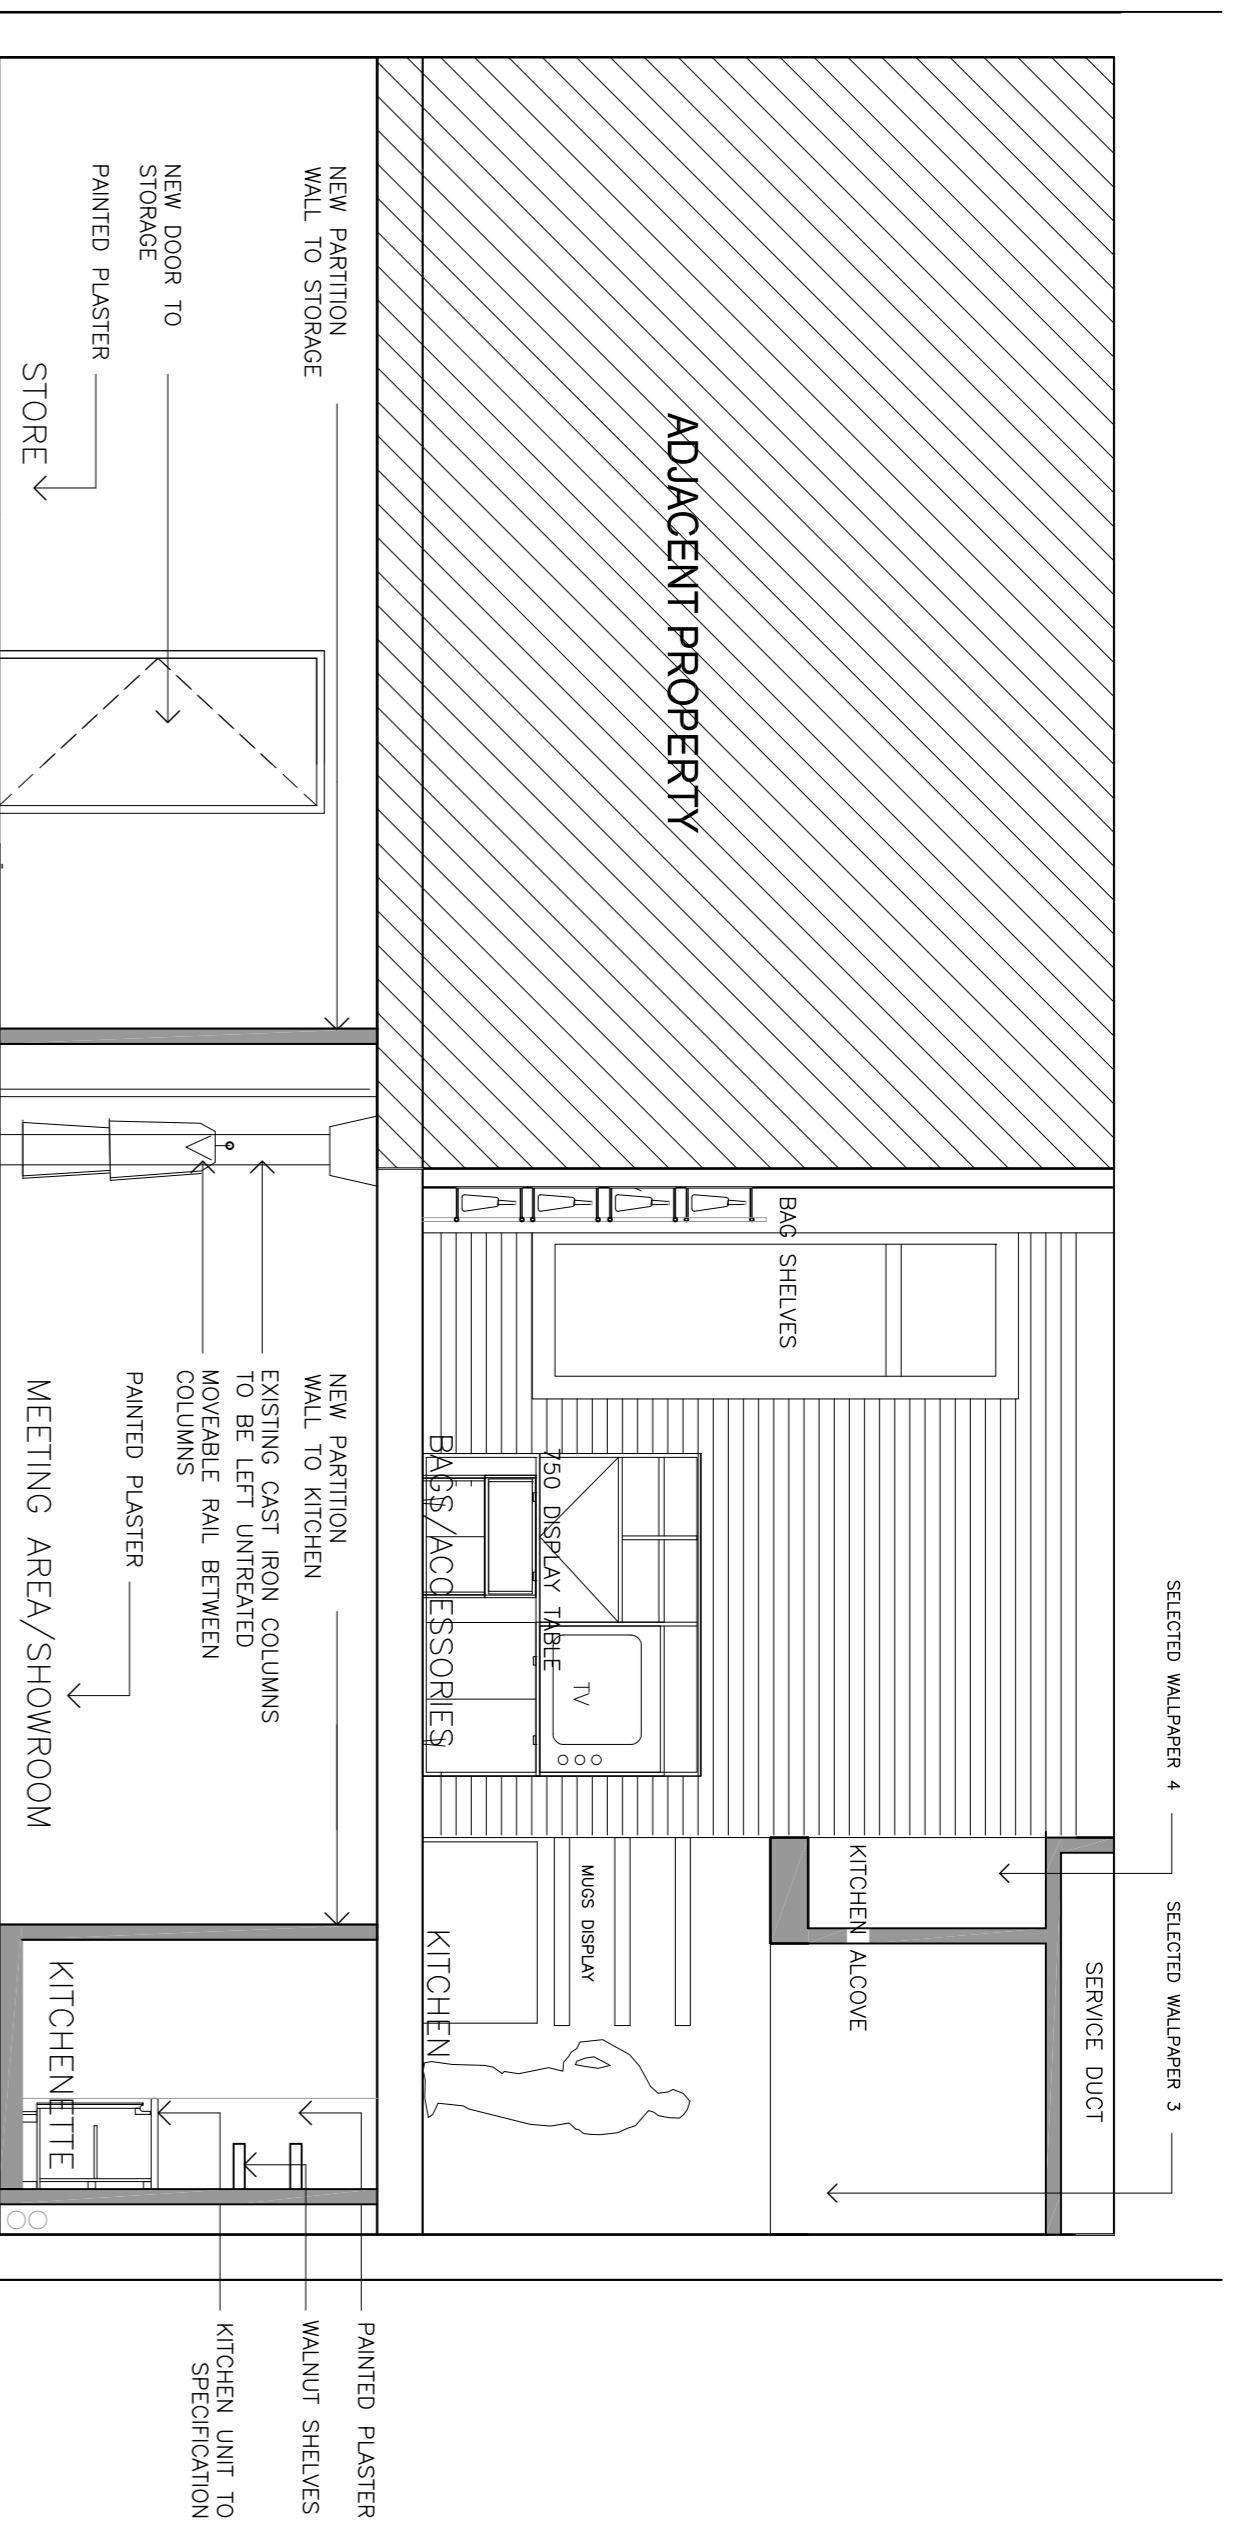 SELECTED WALLPAPER 4
SELECTED WALLPAPER 3
SERVICE DUCT
KITCHEN ALCOVE
BAG SHELVES
ADJACENT PROPERTY
MUGS DISPLAY
TV
750 DISPLAY TABLE
BAGS/ACCESSORIES
KITCHEN
NEW PARTITION
WALL TO STORAGE
NEW DOOR TO
STORAGE
PAINTED PLASTER
STORE
NEW PARTITION
WALL TO KITCHEN
EXISTING CAST IRON COLUMNS
TO BE LEFT UNTREATED
MOVEABLE RAIL BETWEEN
COLUMNS
PAINTED PLASTER
MEETING AREA/SHOWROOM
KITCHENETTE
PAINTED PLASTER
WALNUT SHELVES
KITCHEN UNIT TO
SPECIFICATION